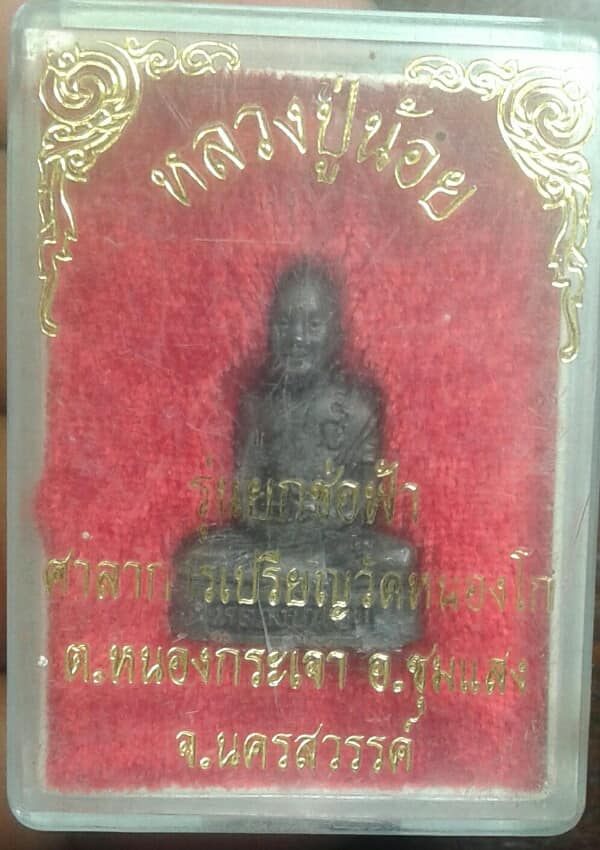 หลวงปู่น้อย
รุ่นยกช่อฟ้า
ศาลาการเปรียญวัดหนองโก
ต.หนองกระเจา อ.ชุมแสง
จ.นครสวรรค์